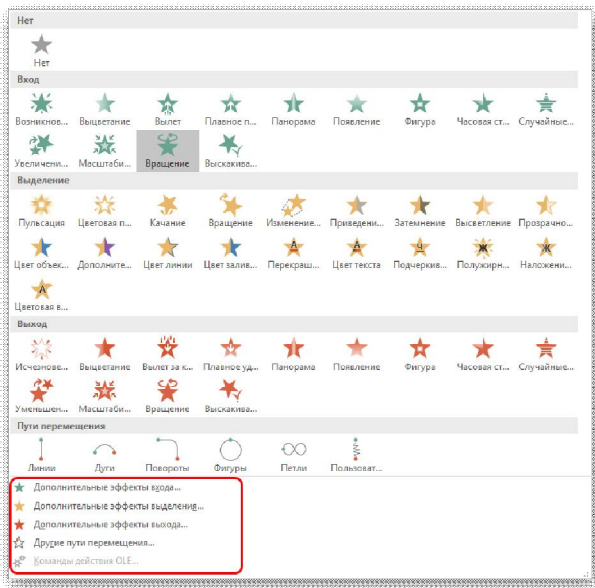 Нет
Нет
Вход
Возникнов... Выцветание Вылет Плавное п... Панорама Появление Фигура Часовая ст... Случайные...
Увеличени... Масштаби... Вращение Выскакива...
Выделение
Пульсация Цветовая п... Качание Вращение Изменение... Приведени... Затемнение Высветление Прозрачно...
Цвет объек... Дополните... Цвет линии Цвет залив... Перекраш... Цвет текста Подчеркив... Полужирн... Наложени...
Цветовая в...
Выход
Исчезнове... Выцветание Вылет за к... Плавное уд... Панорама Появление Фигура Часовая ст... Случайные...
Уменьшен... Масштаби... Вращение Выскакива...
Пути перемещения
Линии Дуги Повороты Фигуры Петли Пользоват...
Дополнительные эффекты входа...
Дополнительные эффекты выделения...
Дополнительные эффекты выхода...
Другие пути перемещения...
Команды действия OLE...